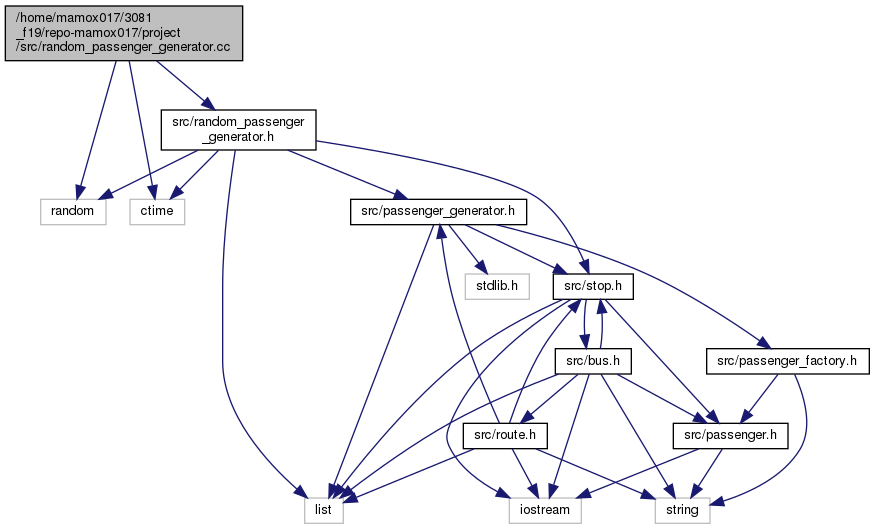 /home/mamox017/3081
_f19/repo-mamox017/project
/src/random_passenger_generator.cc
src/random_passenger
_generator.h
random
ctime
src/passenger_generator.h
stdlib.h
src/stop.h
src/bus.h
src/passenger_factory.h
src/route.h
src/passenger.h
list
iostream
string